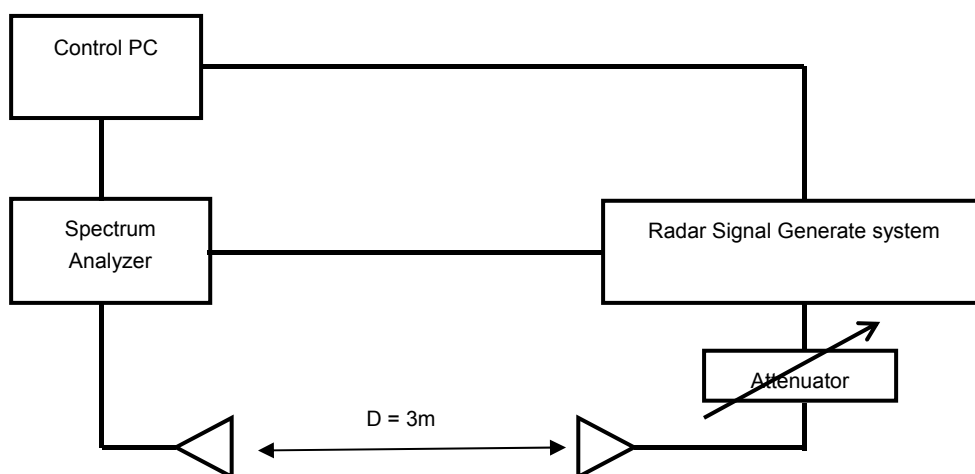 Control PC
Spectrum
Analyzer
Radar Signal Generate system
Attenuator
D = 3m